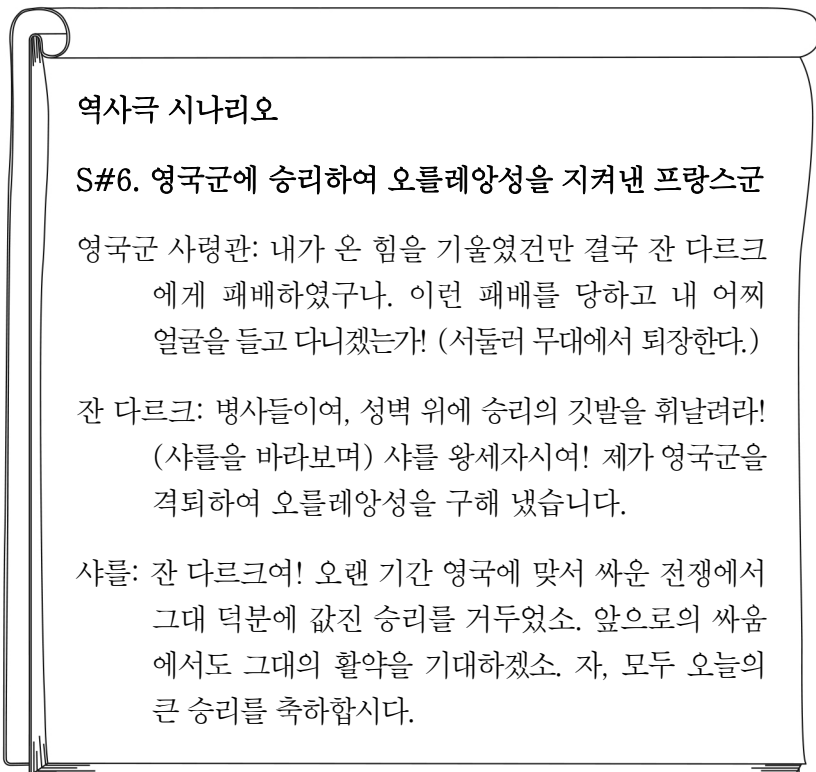 역사극 시나리오
S#6. 영국군에 승리하여 오를레앙성을 지켜낸 프랑스군
영국군 사령관: 내가 온 힘을 기울였건만 결국 잔 다르크
에게 패배하였구나. 이런 패배를 당하고 내 어찌
얼굴을 들고 다니겠는가! (서둘러 무대에서 퇴장한다.)
잔 다르크: 병사들이여, 성벽 위에 승리의 깃발을 휘날려라!
(샤를을 바라보며) 샤를 왕세자시여! 제가 영국군을
격퇴하여 오를레앙성을 구해 냈습니다.
샤를: 잔 다르크여! 오랜 기간 영국에 맞서 싸운 전쟁에서
그대 덕분에 값진 승리를 거두었소. 앞으로의 싸움
에서도 그대의 활약을 기대하겠소. 자, 모두 오늘의
큰 승리를 축하합시다.